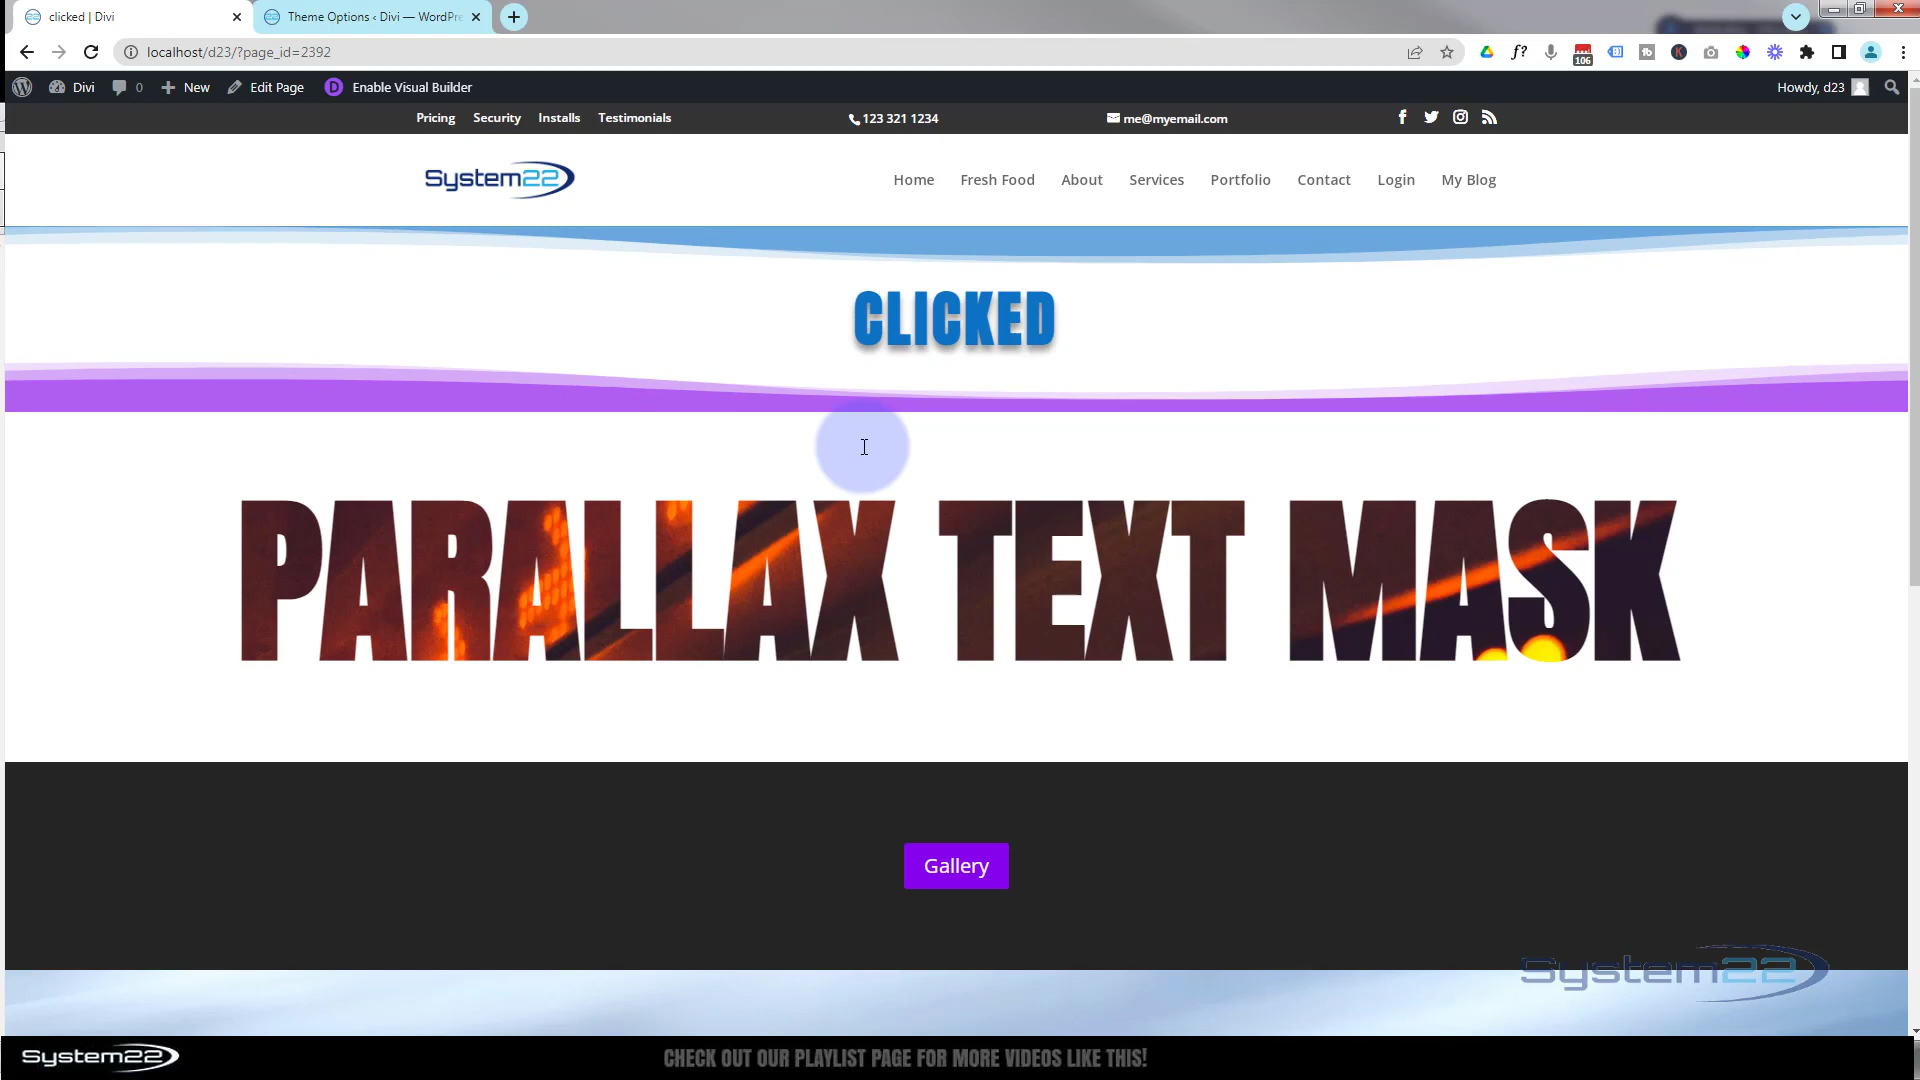 clicked | Divi
Theme Options ‹ Divi — WordPre
localhost/d23/?page_id=2392
106
Divi 0 New Edit Page Enable Visual Builder Howdy, d23
Pricing Security Installs Testimonials 123 321 1234 me@myemail.com
System22 Home Fresh Food About Services Portfolio Contact Login My Blog
CLICKED
PARALLAX TEXT MASK
Gallery
System22
System22 CHECK OUT OUR PLAYLIST PAGE FOR MORE VIDEOS LIKE THIS!